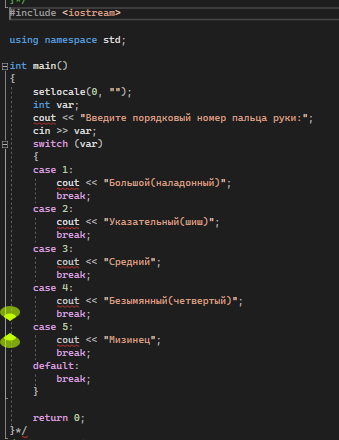 }*/
#include <iostream>
using namespace std;
int main()
{
setlocale(0, "");
int var;
cout << "Введите порядковый номер пальца руки:";
cin >> var;
switch (var)
{
case 1:
cout << "Большой(наладонный)";
break;
case 2:
cout << "Указательный(шиш)";
break;
case 3:
cout << "Средний";
break;
case 4:
cout << "Безымянный(четвертый)";
break;
case 5:
cout << "Мизинец";
break;
default:
break;
}
return 0;
}*/